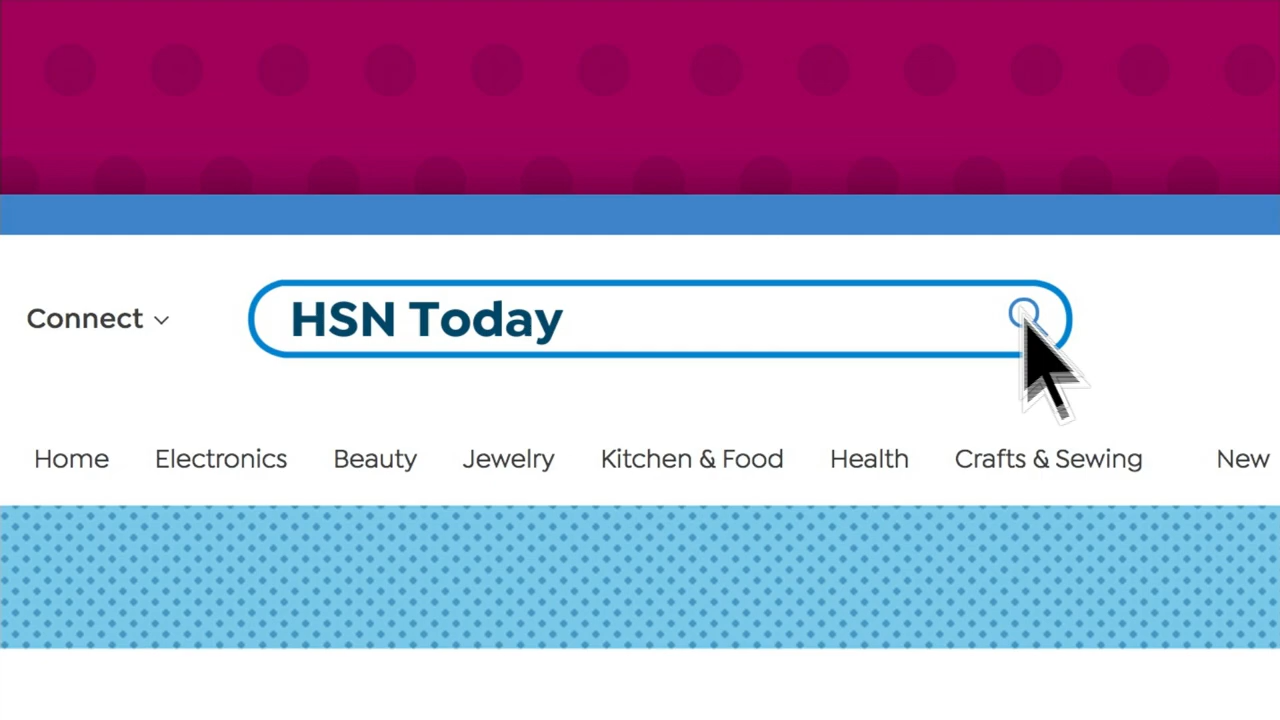 Connect
HSN Today
Home Electronics Beauty Jewelry Kitchen & Food Health Crafts & Sewing New